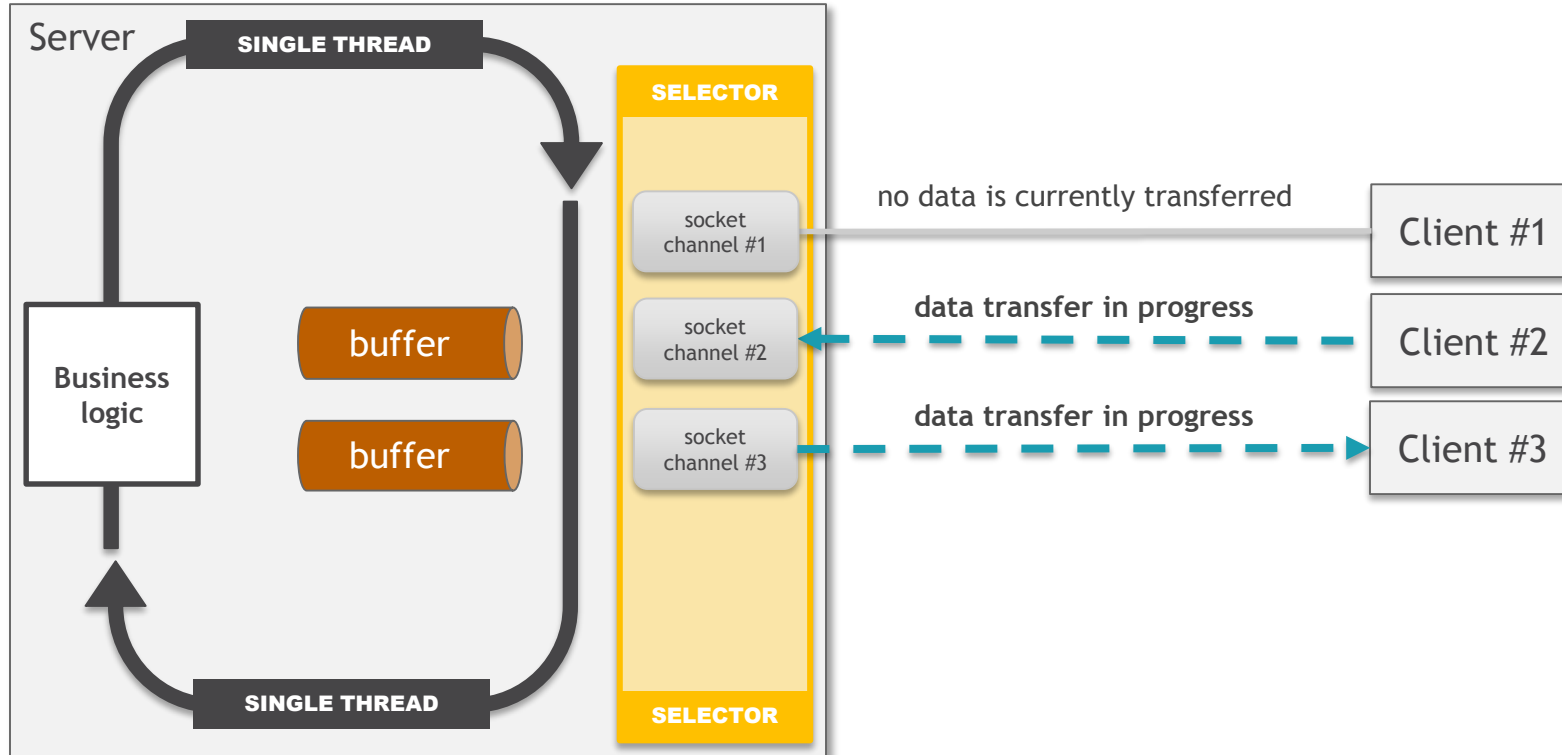 Server
SINGLE THREAD
SELECTOR
socket
channel #1
no data is currently transferred
Client #1
socket
channel #2
data transfer in progress
Client #2
socket
channel #3
data transfer in progress
Client #3
Business
logic
buffer
buffer
SINGLE THREAD
SELECTOR